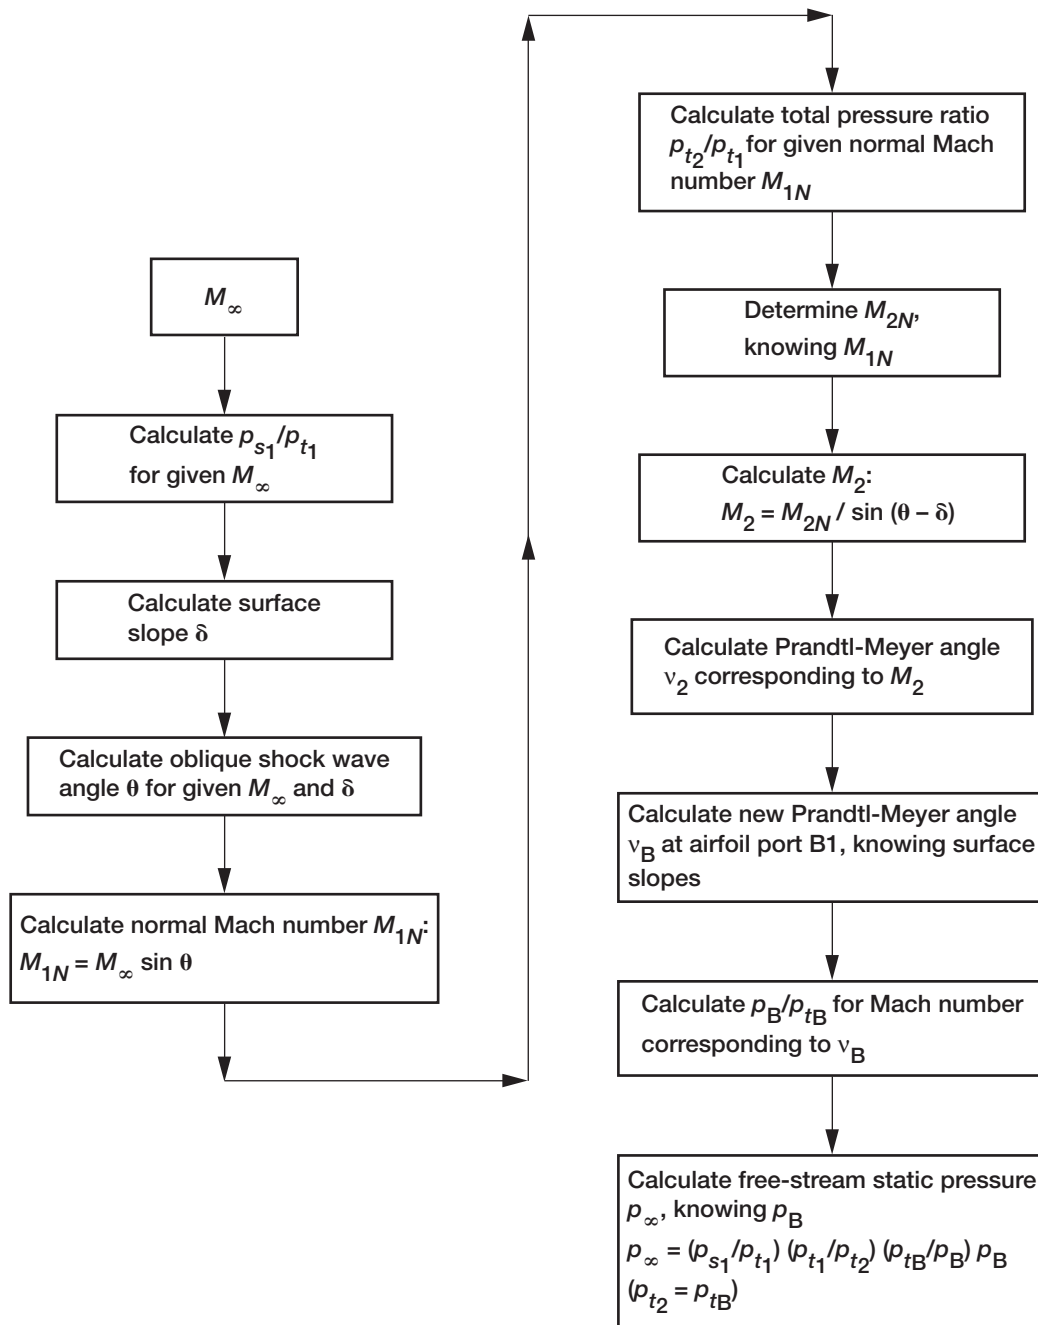 M∞
Calculate pₛ₁/pₜ₁
for given M∞
Calculate surface
slope δ
Calculate oblique shock wave
angle θ for given M∞ and δ
Calculate normal Mach number M₁N:
M₁N = M∞ sin θ
Calculate total pressure ratio
pₜ₂/pₜ₁ for given normal Mach
number M₁N
Determine M₂N,
knowing M₁N
Calculate M₂:
M₂ = M₂N / sin (θ – δ)
Calculate Prandtl-Meyer angle
ν₂ corresponding to M₂
Calculate new Prandtl-Meyer angle
νB at airfoil port B1, knowing surface
slopes
Calculate pB/pₜB for Mach number
corresponding to νB
Calculate free-stream static pressure
p∞, knowing pB
p∞ = (pₛ₁/pₜ₁) (pₜ₁/pₜ₂) (pₜB/pB) pB
(pₜ₂ = pₜB)